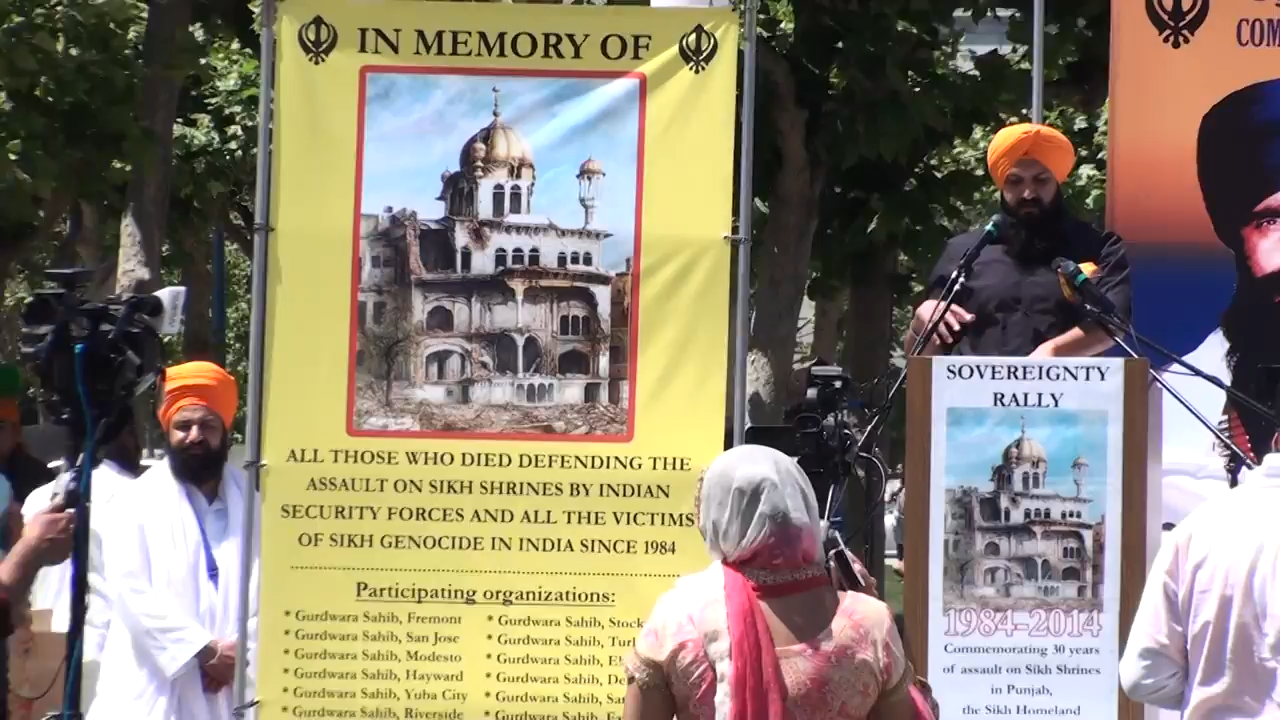 IN MEMORY OF
ALL THOSE WHO DIED DEFENDING THE
ASSAULT ON SIKH SHRINES BY INDIAN
SECURITY FORCES AND ALL THE VICTIMS
OF SIKH GENOCIDE IN INDIA SINCE 1984
Participating organizations:
* Gurdwara Sahib, Fremont
* Gurdwara Sahib, San Jose
* Gurdwara Sahib, Modesto
* Gurdwara Sahib, Hayward
* Gurdwara Sahib, Yuba City
* Gurdwara Sahib, Riverside
* Gurdwara Sahib, Stock
* Gurdwara Sahib,
* Gurdwara Sahib,
* Gurdwara Sahib,
* Gurdwara Sahib,
* Gurdwara Sahib,
SOVEREIGNTY
RALLY
1984-2014
Commemorating 30 years
of assault on Sikh Shrines
in Punjab,
the Sikh Homeland
COM